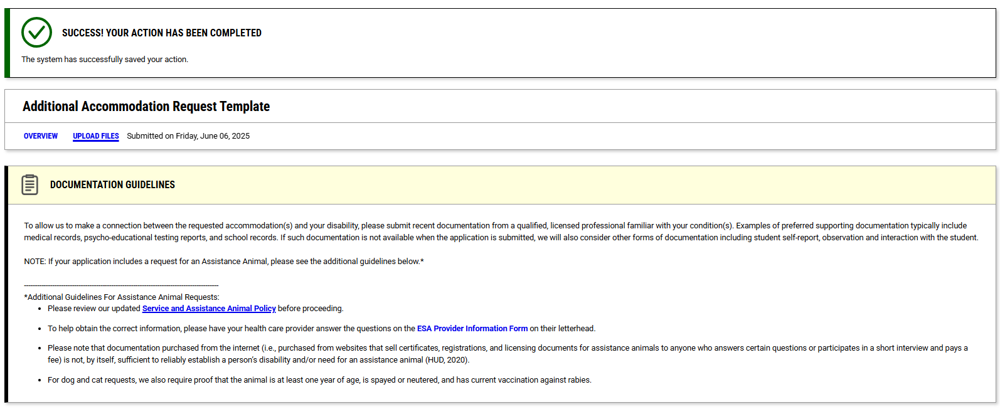 SUCCESS! YOUR ACTION HAS BEEN COMPLETED
The system has successfully saved your action.
Additional Accommodation Request Template
OVERVIEW UPLOAD FILES Submitted on Friday, June 06, 2025
DOCUMENTATION GUIDELINES
To allow us to make a connection between the requested accommodation(s) and your disability, please submit recent documentation from a qualified, licensed professional familiar with your condition(s). Examples of preferred supporting documentation typically include
medical records, psycho-educational testing reports, and school records. If such documentation is not available when the application is submitted, we will also consider other forms of documentation including student self-report, observation and interaction with the student.
NOTE: If your application includes a request for an Assistance Animal, please see the additional guidelines below.*
*Additional Guidelines For Assistance Animal Requests:
• Please review our updated Service and Assistance Animal Policy before proceeding.
• To help obtain the correct information, please have your health care provider answer the questions on the ESA Provider Information Form on their letterhead.
• Please note that documentation purchased from the internet (i.e., purchased from websites that sell certificates, registrations, and licensing documents for assistance animals to anyone who answers certain questions or participates in a short interview and pays a
fee) is not, by itself, sufficient to reliably establish a person's disability and/or need for an assistance animal (HUD, 2020).
• For dog and cat requests, we also require proof that the animal is at least one year of age, is spayed or neutered, and has current vaccination against rabies.